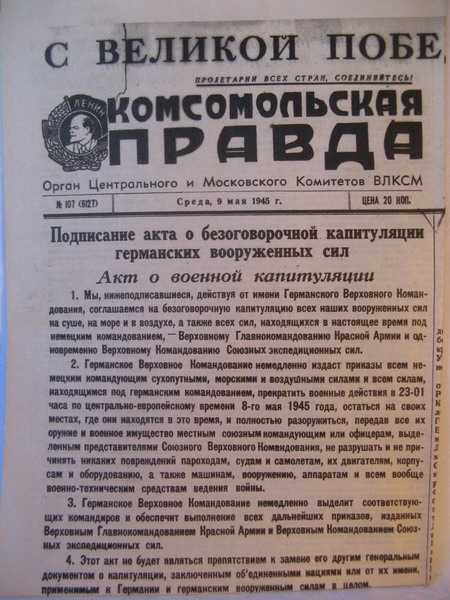 С ВЕЛИКОЙ ПОБЕ
ПРОЛЕТАРИИ ВСЕХ СТРАН, СОЕДИНЯЙТЕСЬ!
ЛЕНИН
КОМСОМОЛЬСКАЯ
ПРАВДА
Орган Центрального и Московского Комитетов ВЛКСМ
№ 107 (6127)
Среда, 9 мая 1945 г.
ЦЕНА 20 КОП.
Подписание акта о безоговорочной капитуляции
германских вооруженных сил
Акт о военной капитуляции
1. Мы, нижеподписавшиеся, действуя от имени Германского Верховного Коман-
дования, соглашаемся на безоговорочную капитуляцию всех наших вооруженных сил
на суше, на море и в воздухе, а также всех сил, находящихся в настоящее время под
немецким командованием, — Верховному Главнокомандованию Красной Армии и од-
новременно Верховному Командованию Союзных экспедиционных сил.
2. Германское Верховное Командование немедленно издаст приказы всем не-
мецким командующим сухопутными, морскими и воздушными силами и всем силам,
находящимся под германским командованием, прекратить военные действия в 23-01
часа по центрально-европейскому времени 8-го мая 1945 года, остаться на своих
местах, где они находятся в это время, и полностью разоружиться, передав все их
оружие и военное имущество местным союзным командующим или офицерам, выде-
ленным представителями Союзного Верховного Командования, не разрушать и не при-
чинять никаких повреждений пароходам, судам и самолетам, их двигателям, корпу-
сам и оборудованию, а также машинам, вооружению, аппаратам и всем вообще
военно-техническим средствам ведения войны.
3. Германское Верховное Командование немедленно выделит соответствую-
щих командиров и обеспечит выполнение всех дальнейших приказов, изданных
Верховным Главнокомандованием Красной Армии и Верховным Командованием Союз-
ных экспедиционных сил.
4. Этот акт не будет являться препятствием к замене его другим генеральным
документом о капитуляции, заключенным об'единенными нациями или от их имени,
применимым к Германии и германским вооруженным силам в целом.